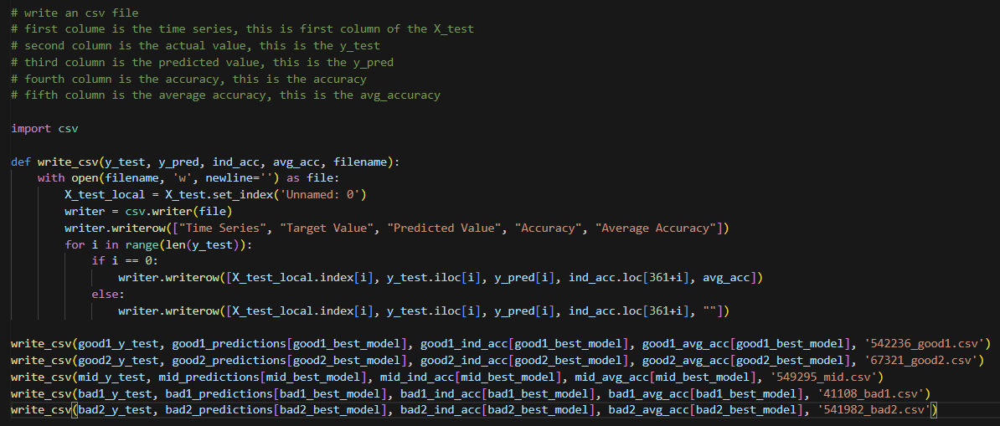 # write an csv file
# first colume is the time series, this is first column of the X_test
# second column is the actual value, this is the y_test
# third column is the predicted value, this is the y_pred
# fourth column is the accuracy, this is the accuracy
# fifth column is the average accuracy, this is the avg_accuracy

import csv

def write_csv(y_test, y_pred, ind_acc, avg_acc, filename):
    with open(filename, 'w', newline='') as file:
        X_test_local = X_test.set_index('Unnamed: 0')
        writer = csv.writer(file)
        writer.writerow(["Time Series", "Target Value", "Predicted Value", "Accuracy", "Average Accuracy"])
        for i in range(len(y_test)):
            if i == 0:
                writer.writerow([X_test_local.index[i], y_test.iloc[i], y_pred[i], ind_acc.loc[361+i], avg_acc])
            else:
                writer.writerow([X_test_local.index[i], y_test.iloc[i], y_pred[i], ind_acc.loc[361+i], ""])

write_csv(good1_y_test, good1_predictions[good1_best_model], good1_ind_acc[good1_best_model], good1_avg_acc[good1_best_model], '542236_good1.csv')
write_csv(good2_y_test, good2_predictions[good2_best_model], good2_ind_acc[good2_best_model], good2_avg_acc[good2_best_model], '67321_good2.csv')
write_csv(mid_y_test, mid_predictions[mid_best_model], mid_ind_acc[mid_best_model], mid_avg_acc[mid_best_model], '549295_mid.csv')
write_csv(bad1_y_test, bad1_predictions[bad1_best_model], bad1_ind_acc[bad1_best_model], bad1_avg_acc[bad1_best_model], '41108_bad1.csv')
write_csv(bad2_y_test, bad2_predictions[bad2_best_model], bad2_ind_acc[bad2_best_model], bad2_avg_acc[bad2_best_model], '541982_bad2.csv')